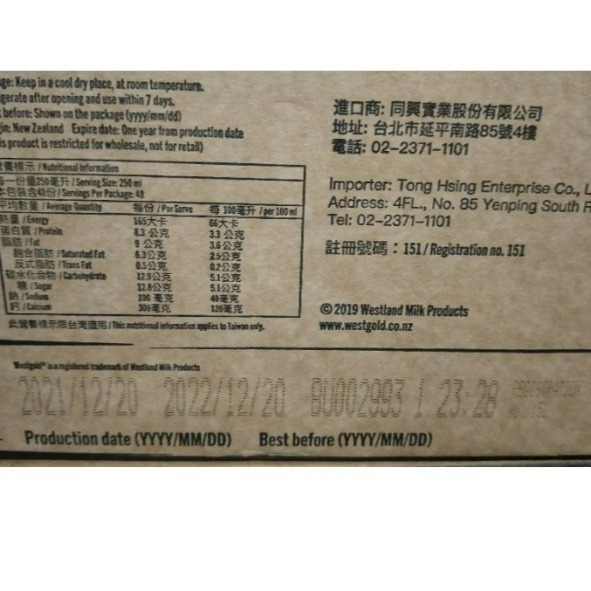 ge: Keep in a cool dry place, at room temperature.
gerate after opening and use within 7 days.
before: Shown on the package (yyyy/mm/dd)
in: New Zealand Expire date: One year from production date
is product is restricted for wholesale, not for retail)
養標示 / Nutritional Information
一份量250毫升 / Serving Size: 250 ml
包裝含48份 / Servings Per Package: 48
平均數量 / Average Quantity 每份 / Per Serve 每 100毫升 / per 100 ml
熱量 / Energy 165大卡 66大卡
蛋白質 / Protein 8.3 公克 3.3 公克
脂肪 / Fat 9 公克 3.6公克
飽合脂肪 / Saturated Fat 6.3公克 2.5公克
反式脂肪 / Trans Fat 0.5公克 0.2公克
碳水化合物 / Carbohydrate 12.8公克 5.1公克
糖 / Sugar 12.8公克 5.1公克
鈉 / Sodium 100 毫克 40毫克
鈣 / Calcium 300毫克 120毫克
此營養標示限台灣適用 / This nutritional information applies to Taiwan only.
進口商: 同興實業股份有限公司
地址: 台北市延平南路85號4樓
電話: 02-2371-1101
Importer: Tong Hsing Enterprise Co., L
Address: 4FL., No. 85 Yenping South R
Tel: 02-2371-1101
註冊號碼：151 / Registration no. 151
© 2019 Westland Milk Products
www.westgold.co.nz
Westgold™ is a registered trademark of Westland Milk Products
2021/12/20 2022/12/20 BU002993 / 23:28
Production date (YYYY/MM/DD) Best before (YYYY/MM/DD)